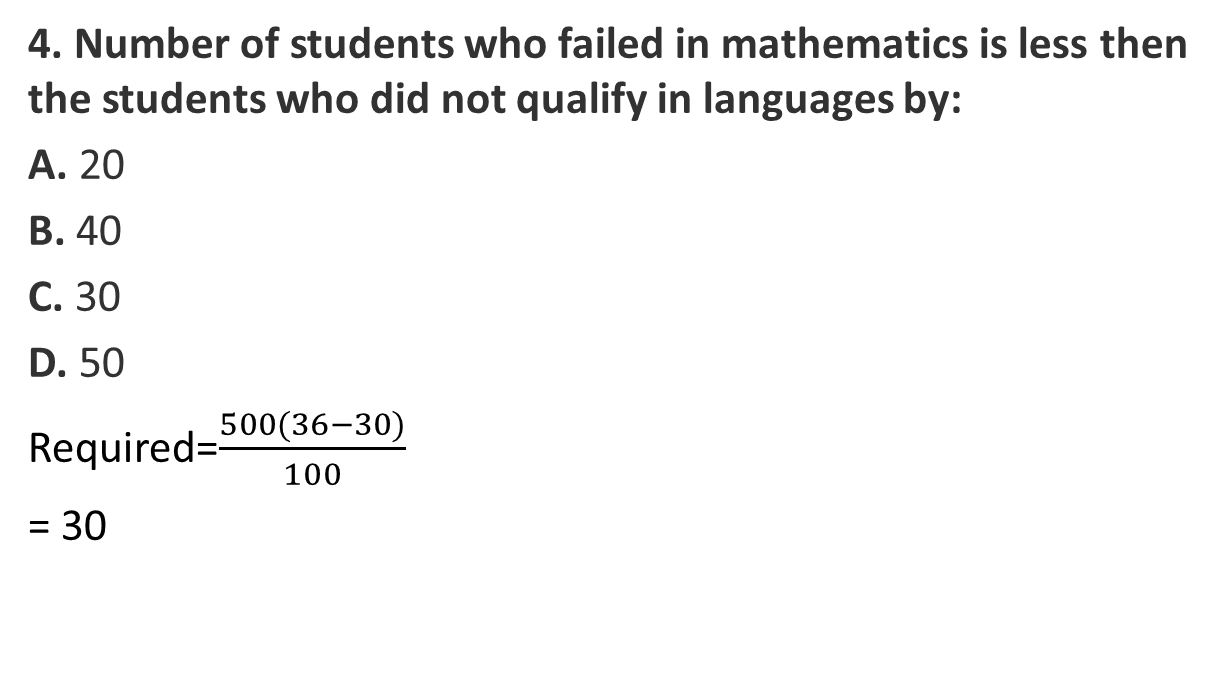 4. Number of students who failed in mathematics is less then
the students who did not qualify in languages by:
A. 20
B. 40
C. 30
D. 50
Required=500(36−30)/100
= 30